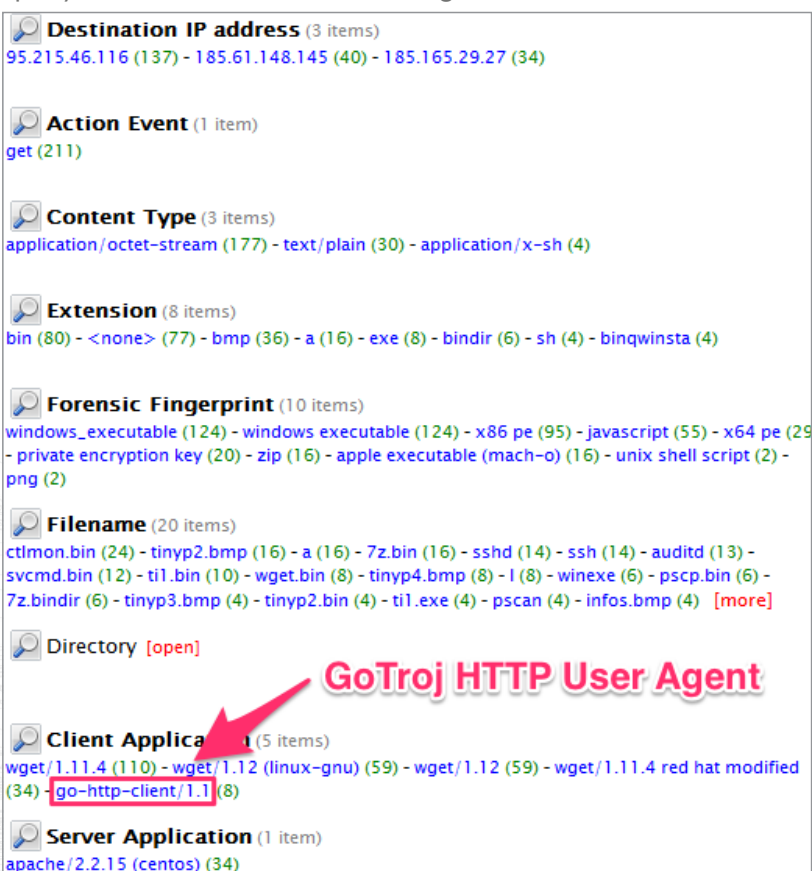 Destination IP address (3 items)
95.215.46.116 (137) - 185.61.148.145 (40) - 185.165.29.27 (34)
Action Event (1 item)
get (211)
Content Type (3 items)
application/octet-stream (177) - text/plain (30) - application/x-sh (4)
Extension (8 items)
bin (80) - <none> (77) - bmp (36) - a (16) - exe (8) - bindir (6) - sh (4) - binqwinsta (4)
Forensic Fingerprint (10 items)
windows_executable (124) - windows executable (124) - x86 pe (95) - javascript (55) - x64 pe (29
- private encryption key (20) - zip (16) - apple executable (mach-o) (16) - unix shell script (2) -
png (2)
Filename (20 items)
ctlmon.bin (24) - tinyp2.bmp (16) - a (16) - 7z.bin (16) - sshd (14) - ssh (14) - auditd (13) -
svcmd.bin (12) - ti1.bin (10) - wget.bin (8) - tinyp4.bmp (8) - l (8) - winexe (6) - pscp.bin (6) -
7z.bindir (6) - tinyp3.bmp (4) - tinyp2.bin (4) - ti1.exe (4) - pscan (4) - infos.bmp (4) [more]
Directory [open]
GoTroj HTTP User Agent
Client Applica (5 items)
wget/1.11.4 (110) - wget/1.12 (linux-gnu) (59) - wget/1.12 (59) - wget/1.11.4 red hat modified
(34) - go-http-client/1.1 (8)
Server Application (1 item)
apache/2.2.15 (centos) (34)